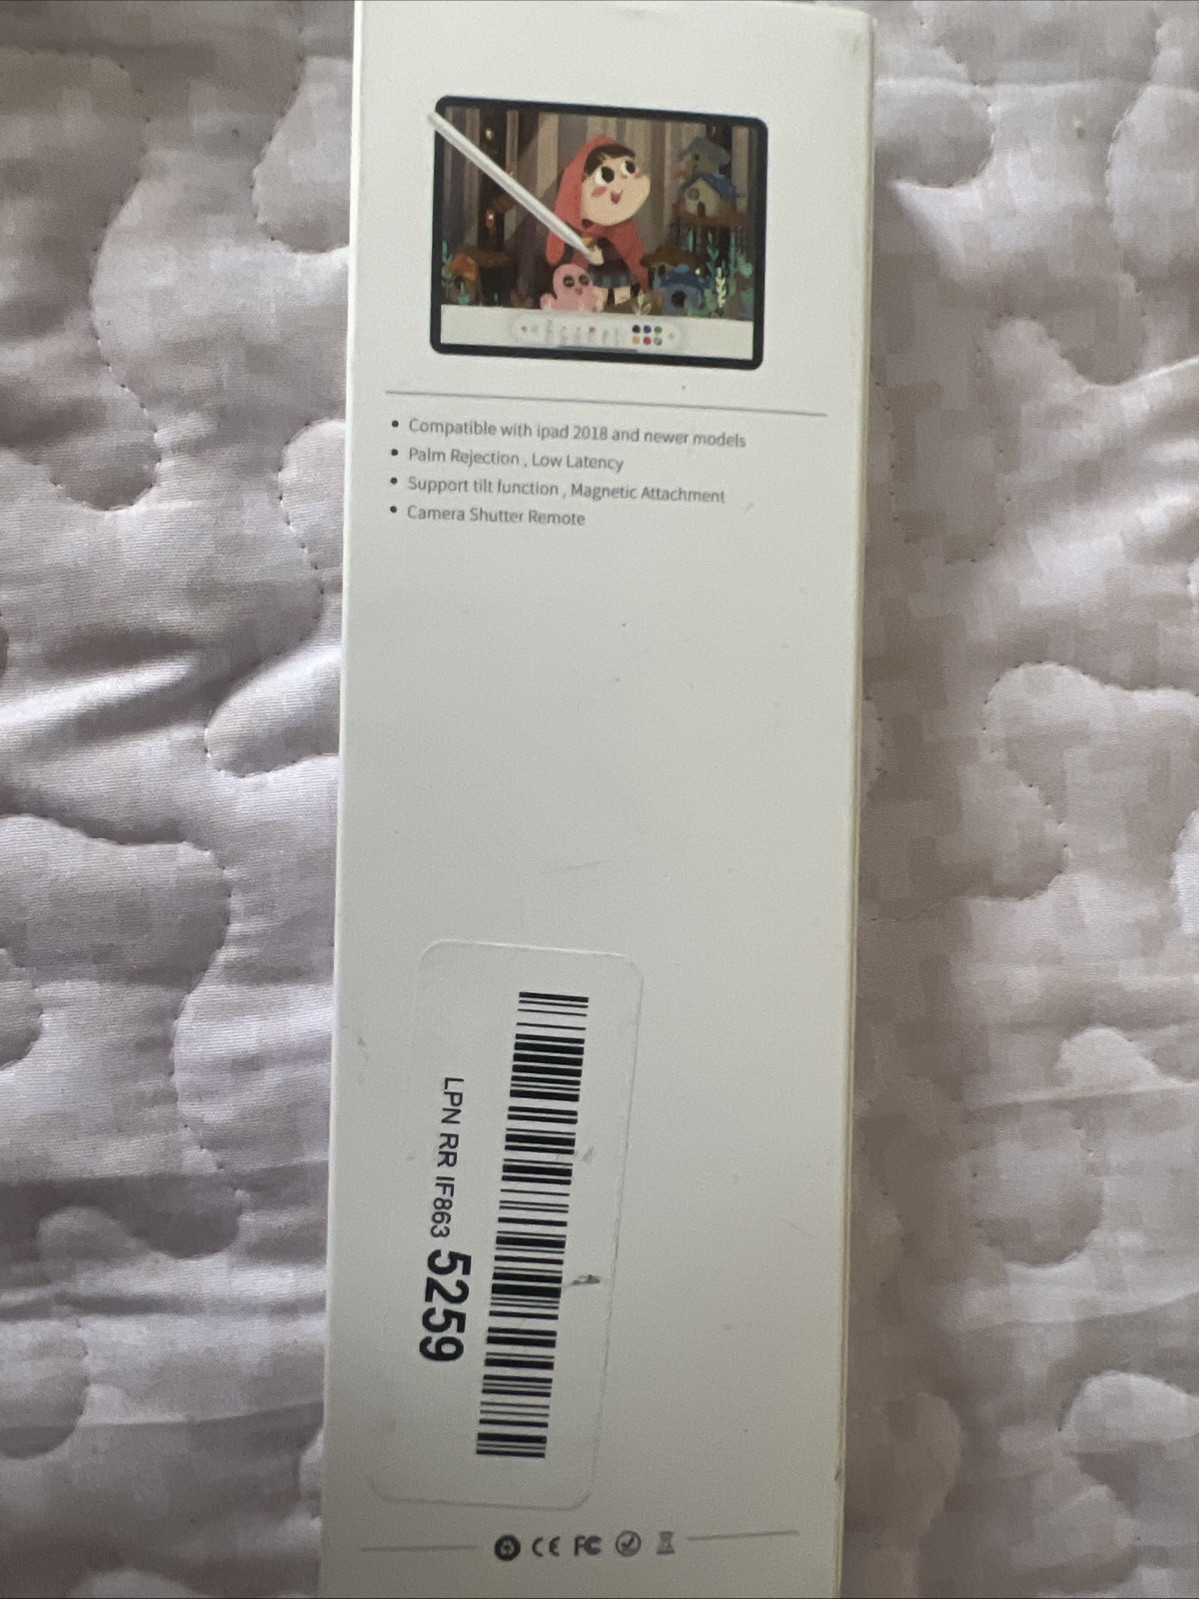 Compatible with ipad 2018 and newer models
Palm Rejection , Low Latency
Support tilt function , Magnetic Attachment
Camera Shutter Remote
LPN RR IF863 5259
CE FC